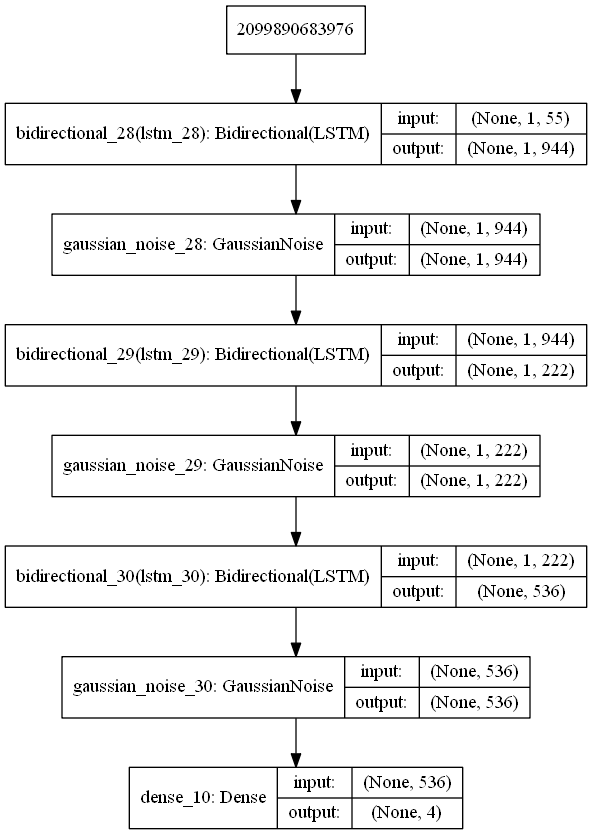 2099890683976
bidirectional_28(lstm_28): Bidirectional(LSTM)
input: (None, 1, 55)
output: (None, 1, 944)
gaussian_noise_28: GaussianNoise
input: (None, 1, 944)
output: (None, 1, 944)
bidirectional_29(lstm_29): Bidirectional(LSTM)
input: (None, 1, 944)
output: (None, 1, 222)
gaussian_noise_29: GaussianNoise
input: (None, 1, 222)
output: (None, 1, 222)
bidirectional_30(lstm_30): Bidirectional(LSTM)
input: (None, 1, 222)
output: (None, 536)
gaussian_noise_30: GaussianNoise
input: (None, 536)
output: (None, 536)
dense_10: Dense
input: (None, 536)
output: (None, 4)